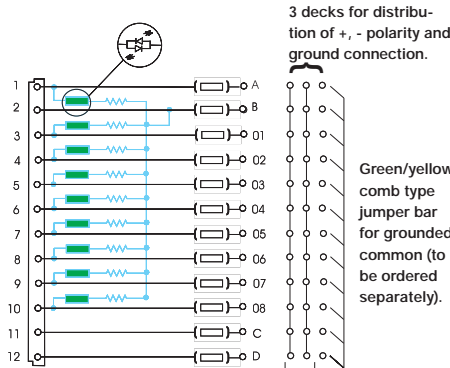 3 decks for distribu-
tion of +, - polarity and
ground connection.
1 A
2 B
3 01
4 02
5 03
6 04
7 05
8 06
9 07
10 08
11 C
12 D
Green/yellow
comb type
jumper bar
for grounded
common (to
be ordered
separately).